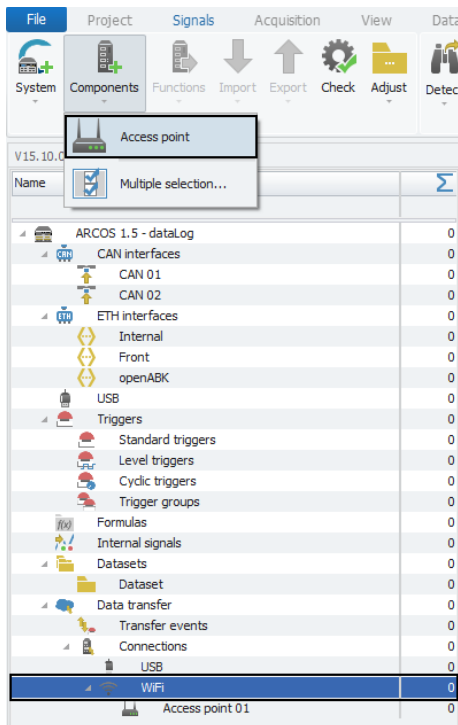 File Project Signals Acquisition View Data
System Components Functions Import Export Check Adjust Detec
Access point
V15.10.0
Multiple selection...
Name Σ
ARCOS 1.5 - dataLog 0
CAN interfaces 0
CAN 01 0
CAN 02 0
ETH interfaces 0
Internal 0
Front 0
openABK 0
USB 0
Triggers 0
Standard triggers 0
Level triggers 0
Cyclic triggers 0
Trigger groups 0
f(x) Formulas 0
Internal signals 0
Datasets 0
Dataset 0
Data transfer 0
Transfer events 0
Connections 0
USB 0
WiFi 0
Access point 01 0